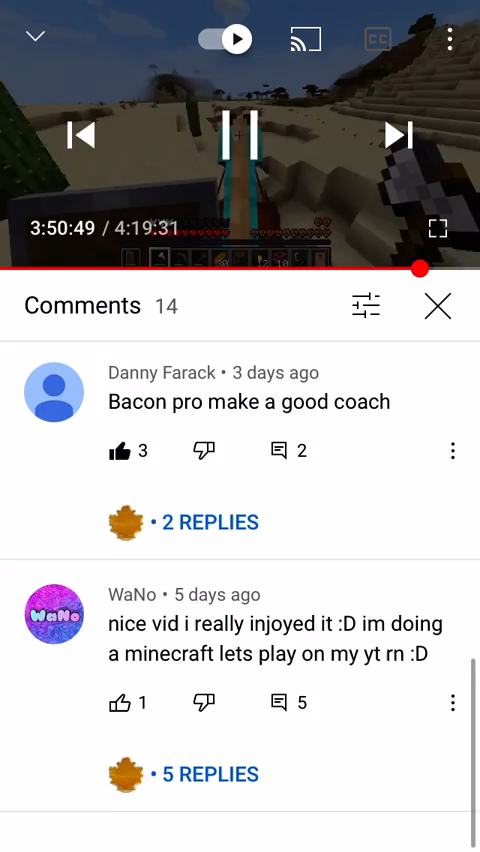 CC
3:50:49 / 4:19:31
Comments 14
Danny Farack • 3 days ago
Bacon pro make a good coach
3 2
• 2 REPLIES
WaNo
WaNo • 5 days ago
nice vid i really injoyed it :D im doing
a minecraft lets play on my yt rn :D
1 5
• 5 REPLIES